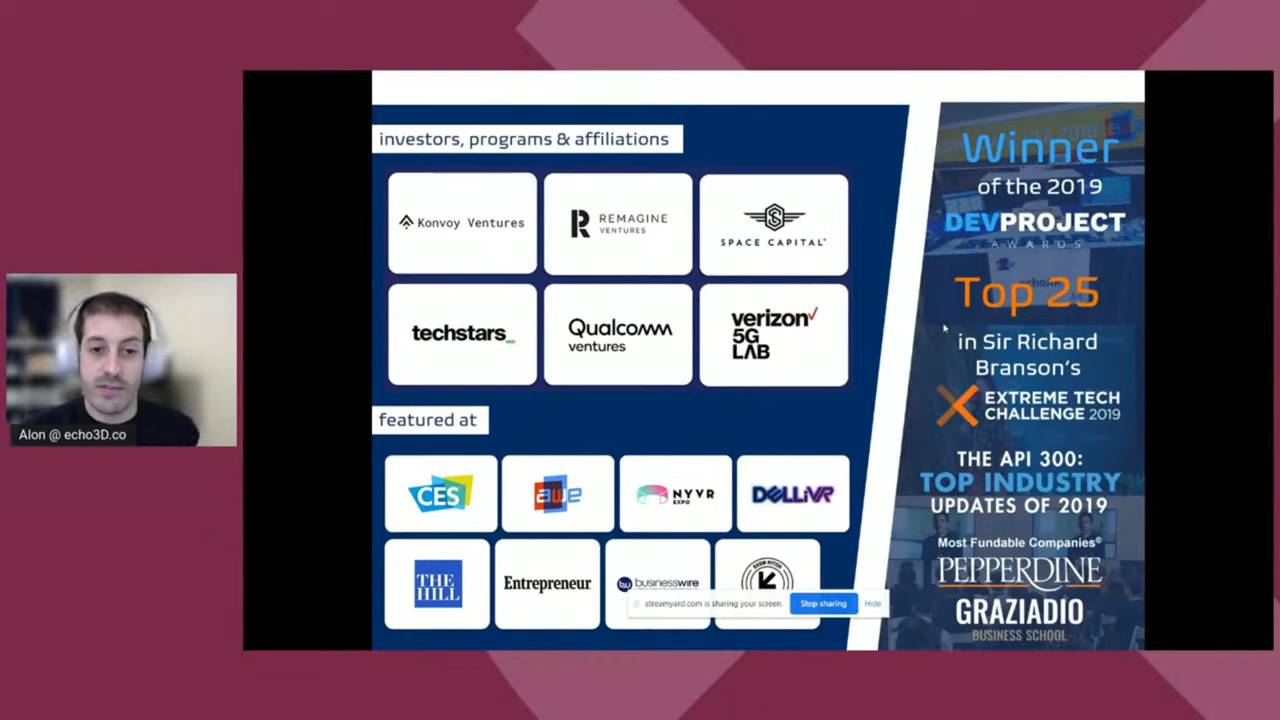 investors, programs & affiliations
Konvoy Ventures
REMAGINE
VENTURES
SPACE CAPITAL
techstars_
Qualcomm
ventures
verizon✓
5G
LAB
featured at
CES
awe
NYVR
EXPO
DELLiVR
THE
HILL
Entrepreneur
bw businesswire
streamyard.com is sharing your screen.
Stop sharing
Hide
Winner
of the 2019
DEVPROJECT
AWARDS
Top 25
in Sir Richard
Branson's
EXTREME TECH
CHALLENGE 2019
THE API 300:
TOP INDUSTRY
UPDATES OF 2019
Most Fundable Companies®
PEPPERDINE
GRAZIADIO
BUSINESS SCHOOL
Alon @ echo3D.co